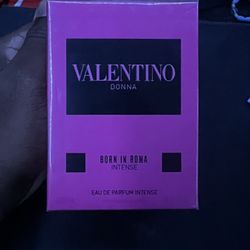 VALENTINO
DONNA
BORN IN ROMA
INTENSE
EAU DE PARFUM INTENSE